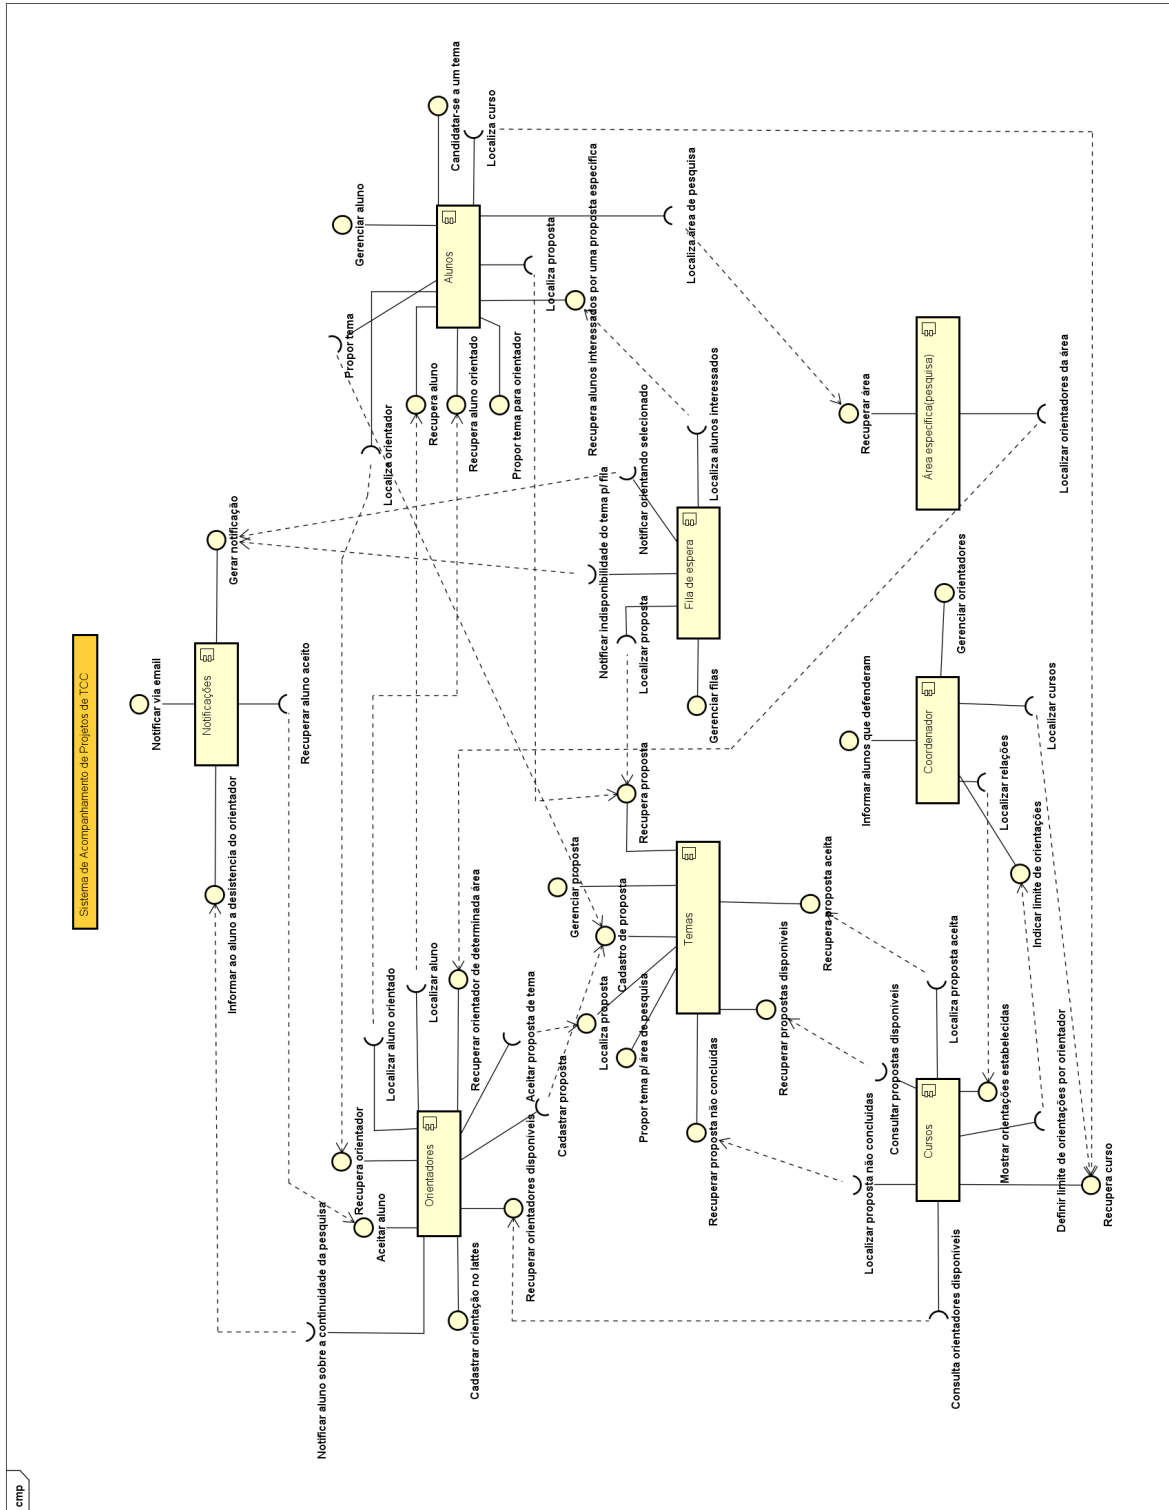 cmp
Sistema de Acompanhamento de Projetos de TCC
Notificar via email
Notificações
Informar ao aluno a desistencia do orientador
Gerar notificação
Recuperar aluno aceito
Notificar aluno sobre a continuidade da pesquisa
Recupera orientador
Aceitar aluno
Localizar aluno orientado
Localizar aluno
Orientadores
Cadastrar orientação no lattes
Recuperar orientador de determinada área
Recuperar orientadores disponiveis
Aceitar proposta de tema
Cadastrar proposta
Gerenciar aluno
Candidatar-se a um tema
Localiza curso
Alunos
Propor tema
Localiza orientador
Recupera aluno
Recupera aluno orientado
Propor tema para orientador
Localiza proposta
Recupera alunos interessados por uma proposta especifica
Localiza área de pesquisa
Gerenciar proposta
Cadastro de proposta
Localiza proposta
Propor tema p/ área de pesquisa
Recupera proposta
Temas
Recuperar proposta não concluidas
Recuperar propostas disponiveis
Recupera proposta aceita
Notificar indisponibilidade do tema p/ fila
Notificar orientando selecionado
Localizar proposta
Fila de espera
Localiza alunos interessados
Gerenciar filas
Recuperar área
Área especifica(pesquisa)
Localizar orientadores da área
Informar alunos que defenderam
Coordenador
Gerenciar orientadores
Localizar cursos
Localizar relações
Indicar limite de orientações
Localizar proposta não concluidas
Consultar propostas disponiveis
Localiza proposta aceita
Cursos
Consulta orientadores disponiveis
Mostrar orientações estabelecidas
Definir limite de orientações por orientador
Recupera curso